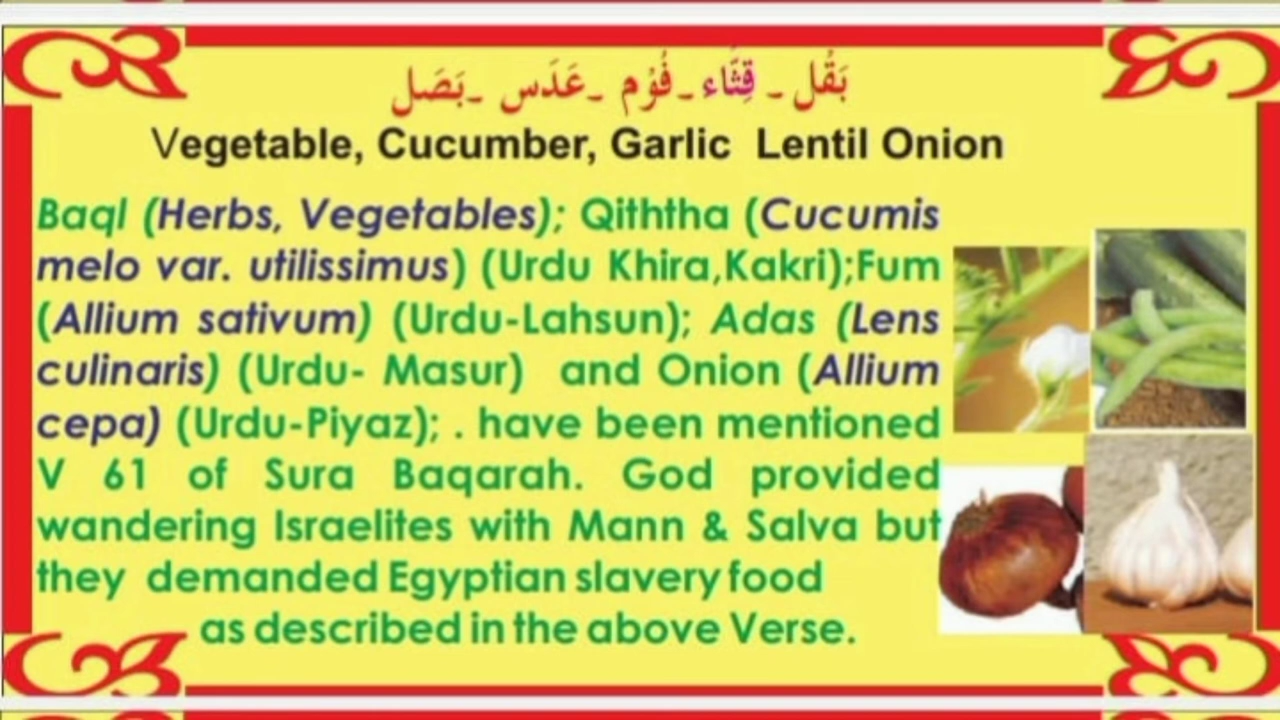 بَقْل ۔ قِثَّاء ۔ فُوْم ۔ عَدَس ۔ بَصَل
Vegetable, Cucumber, Garlic Lentil Onion
Baql (Herbs, Vegetables); Qiththa (Cucumis
melo var. utilissimus) (Urdu Khira,Kakri);Fum
(Allium sativum) (Urdu-Lahsun); Adas (Lens
culinaris) (Urdu- Masur) and Onion (Allium
cepa) (Urdu-Piyaz); . have been mentioned
V 61 of Sura Baqarah. God provided
wandering Israelites with Mann & Salva but
they demanded Egyptian slavery food
as described in the above Verse.